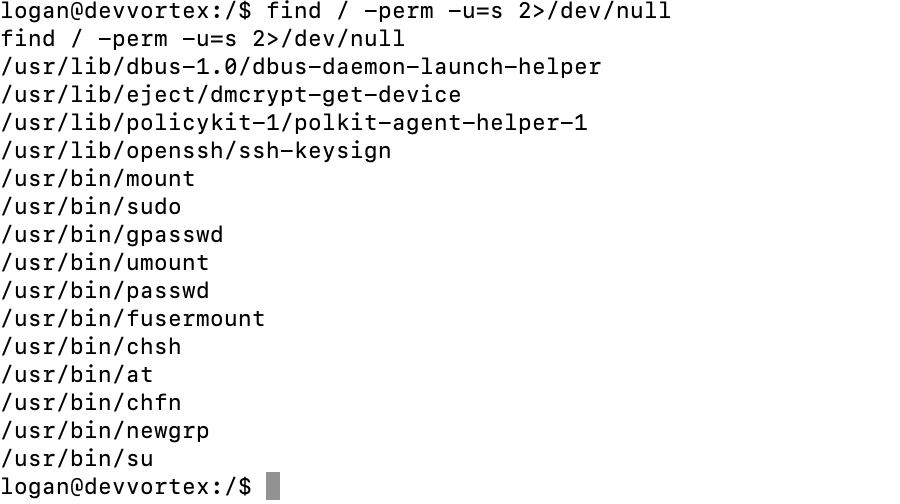 logan@devvortex:/$ find / -perm -u=s 2>/dev/null
find / -perm -u=s 2>/dev/null
/usr/lib/dbus-1.0/dbus-daemon-launch-helper
/usr/lib/eject/dmcrypt-get-device
/usr/lib/policykit-1/polkit-agent-helper-1
/usr/lib/openssh/ssh-keysign
/usr/bin/mount
/usr/bin/sudo
/usr/bin/gpasswd
/usr/bin/umount
/usr/bin/passwd
/usr/bin/fusermount
/usr/bin/chsh
/usr/bin/at
/usr/bin/chfn
/usr/bin/newgrp
/usr/bin/su
logan@devvortex:/$